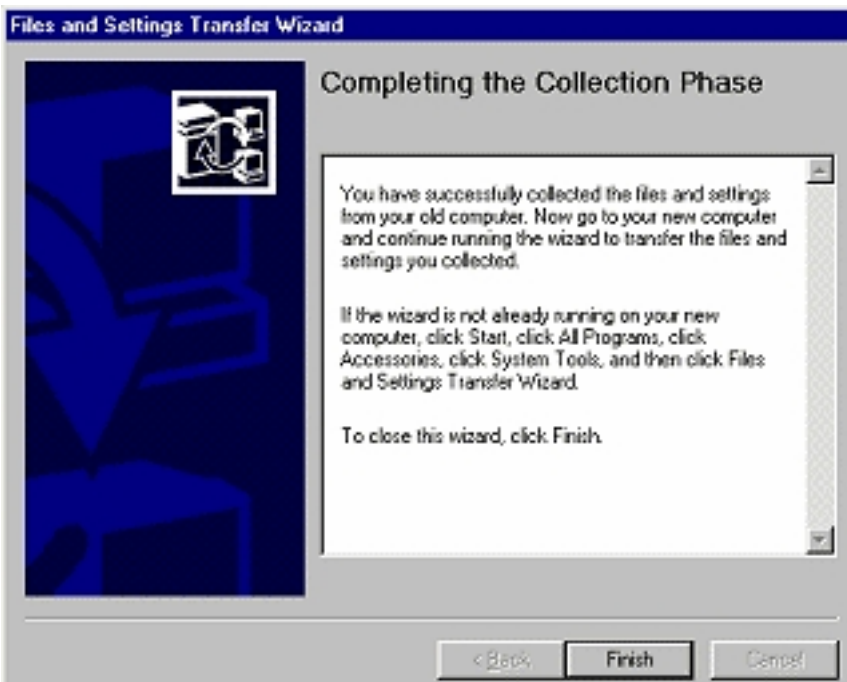 Files and Settings Transfer Wizard
Completing the Collection Phase
You have successfully collected the files and settings
from your old computer. Now go to your new computer
and continue running the wizard to transfer the files and
settings you collected.
If the wizard is not already running on your new
computer, click Start, click All Programs, click
Accessories, click System Tools, and then click Files
and Settings Transfer Wizard.
To close this wizard, click Finish.
< Back
Finish
Cancel